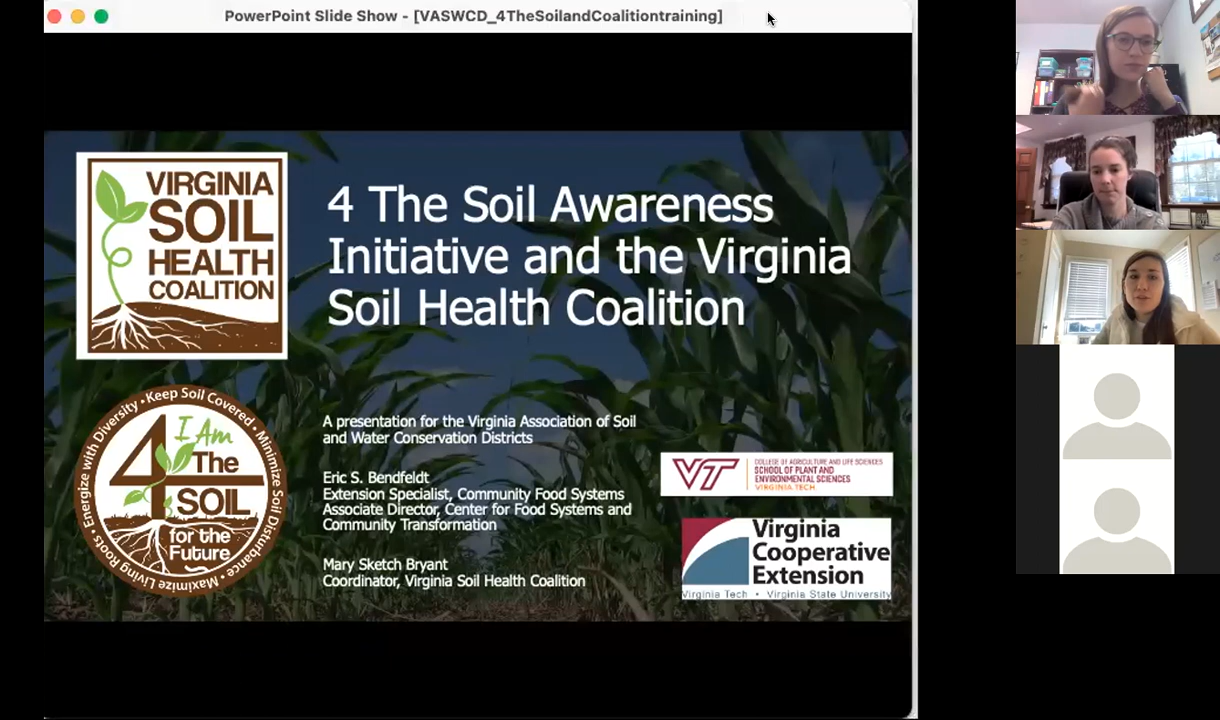 PowerPoint Slide Show - [VASWCD_4TheSoilandCoalitiontraining]
VIRGINIA
SOIL
HEALTH
COALITION
4 The Soil Awareness
Initiative and the Virginia
Soil Health Coalition
Energize with Diversity • Keep Soil Covered • Minimize Soil Disturbance • Maximize Living Roots •
4
I Am
The
SOIL
for the
Future
A presentation for the Virginia Association of Soil
and Water Conservation Districts
Eric S. Bendfeldt
Extension Specialist, Community Food Systems
Associate Director, Center for Food Systems and
Community Transformation
Mary Sketch Bryant
Coordinator, Virginia Soil Health Coalition
VT
COLLEGE OF AGRICULTURE AND LIFE SCIENCES
SCHOOL OF PLANT AND
ENVIRONMENTAL SCIENCES
VIRGINIA TECH.
Virginia
Cooperative
Extension
Virginia Tech • Virginia State University